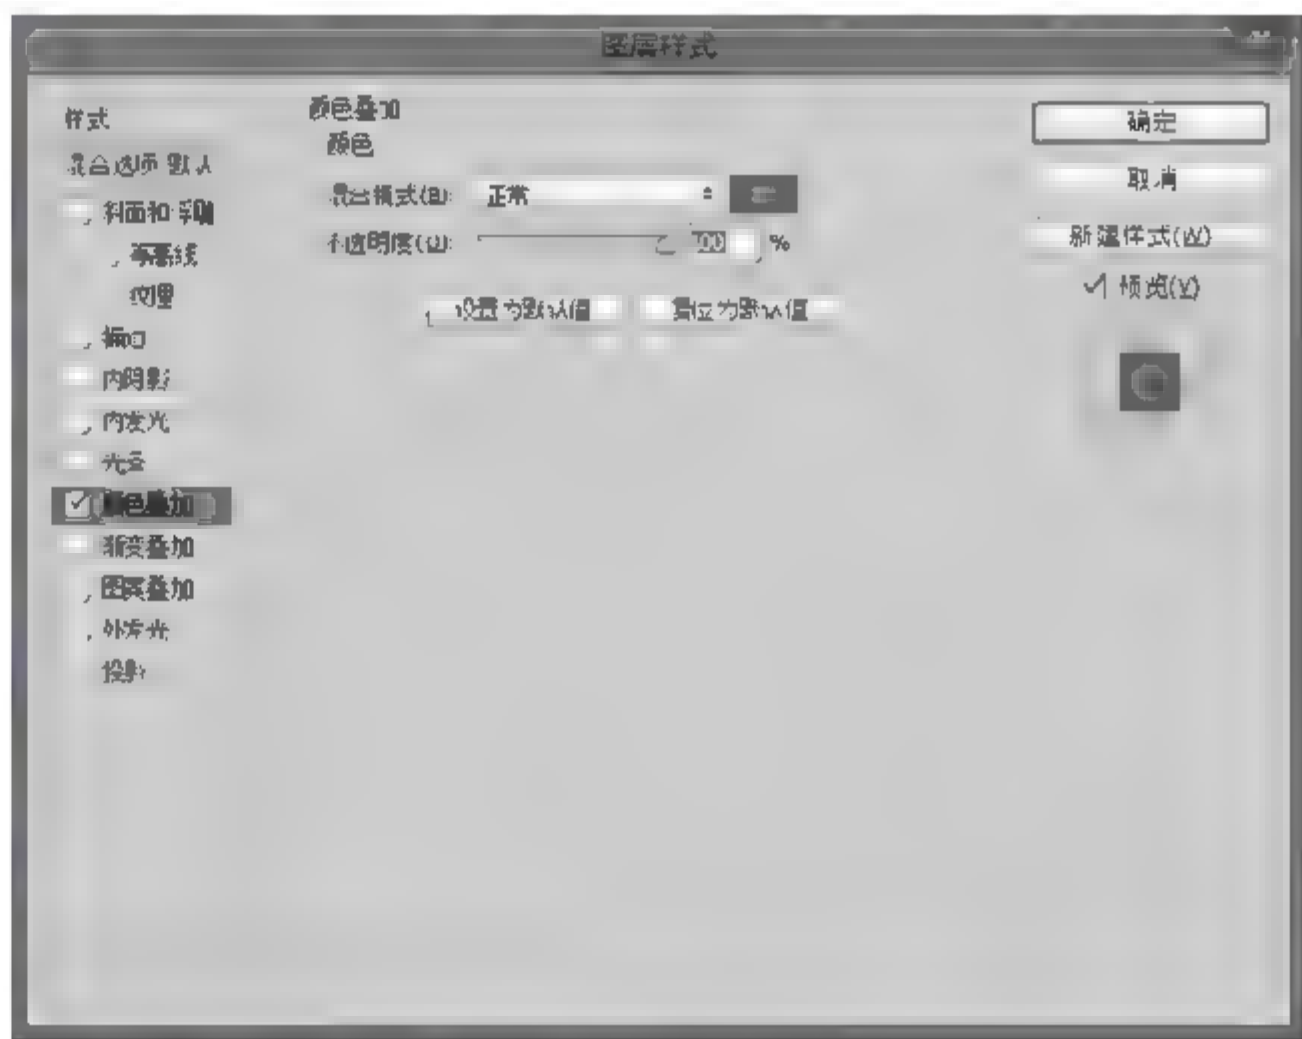 图层样式
样式
混合选项:默认
斜面和浮雕
等高线
纹理
描边
内阴影
内发光
光泽
颜色叠加
渐变叠加
图案叠加
外发光
投影
颜色叠加
颜色
混合模式(B): 正常
不透明度(O): 100 %
设置为默认值 复位为默认值
确定
取消
新建样式(W)
预览(V)